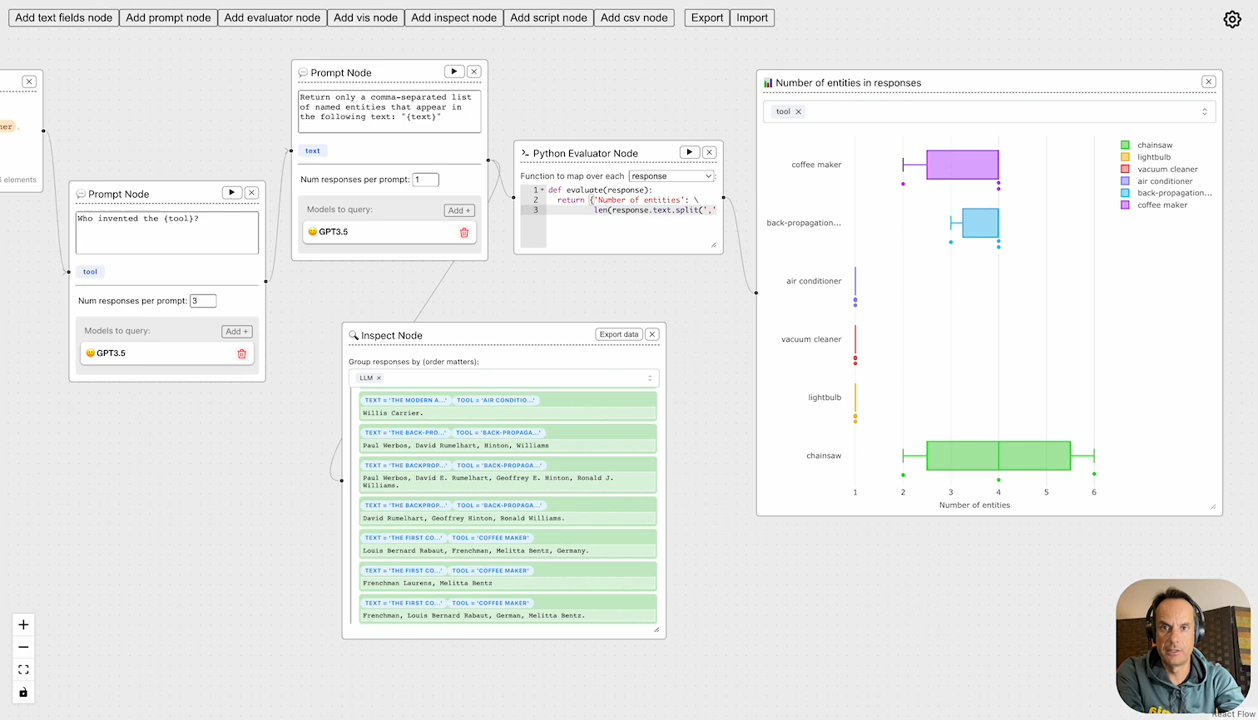 Add text fields node
Add prompt node
Add evaluator node
Add vis node
Add inspect node
Add script node
Add csv node
Export
Import
ner.
elements
Prompt Node
Who invented the {tool}?
tool
Num responses per prompt: 3
Models to query:
Add +
GPT3.5
Prompt Node
Return only a comma-separated list
of named entities that appear in
the following text: "{text}"
text
Num responses per prompt: 1
Models to query:
Add +
GPT3.5
Python Evaluator Node
Function to map over each response :
1 def evaluate(response):
2 return {'Number of entities': \
3 len(response.text.split(','
Inspect Node
Export data
Group responses by (order matters):
LLM ×
TEXT = 'THE MODERN A...' TOOL = 'AIR CONDITIO...'
Willis Carrier.
TEXT = 'THE BACK-PRO...' TOOL = 'BACK-PROPAGA...'
Paul Werbos, David Rumelhart, Hinton, Williams
TEXT = 'THE BACKPROP...' TOOL = 'BACK-PROPAGA...'
Paul Werbos, David E. Rumelhart, Geoffrey E. Hinton, Ronald J.
Williams.
TEXT = 'THE BACKPROP...' TOOL = 'BACK-PROPAGA...'
David Rumelhart, Geoffrey Hinton, Ronald Williams.
TEXT = 'THE FIRST CO...' TOOL = 'COFFEE MAKER'
Louis Bernard Rabaut, Frenchman, Melitta Bentz, Germany.
TEXT = 'THE FIRST CO...' TOOL = 'COFFEE MAKER'
Frenchman Laurens, Melitta Bentz
TEXT = 'THE FIRST CO...' TOOL = 'COFFEE MAKER'
Frenchman, Louis Bernard Rabaut, German, Melitta Bentz.
Number of entities in responses
tool ×
coffee maker
back-propagation...
air conditioner
vacuum cleaner
lightbulb
chainsaw
1 2 3 4 5 6
Number of entities
chainsaw
lightbulb
vacuum cleaner
air conditioner
back-propagation...
coffee maker
React Flow